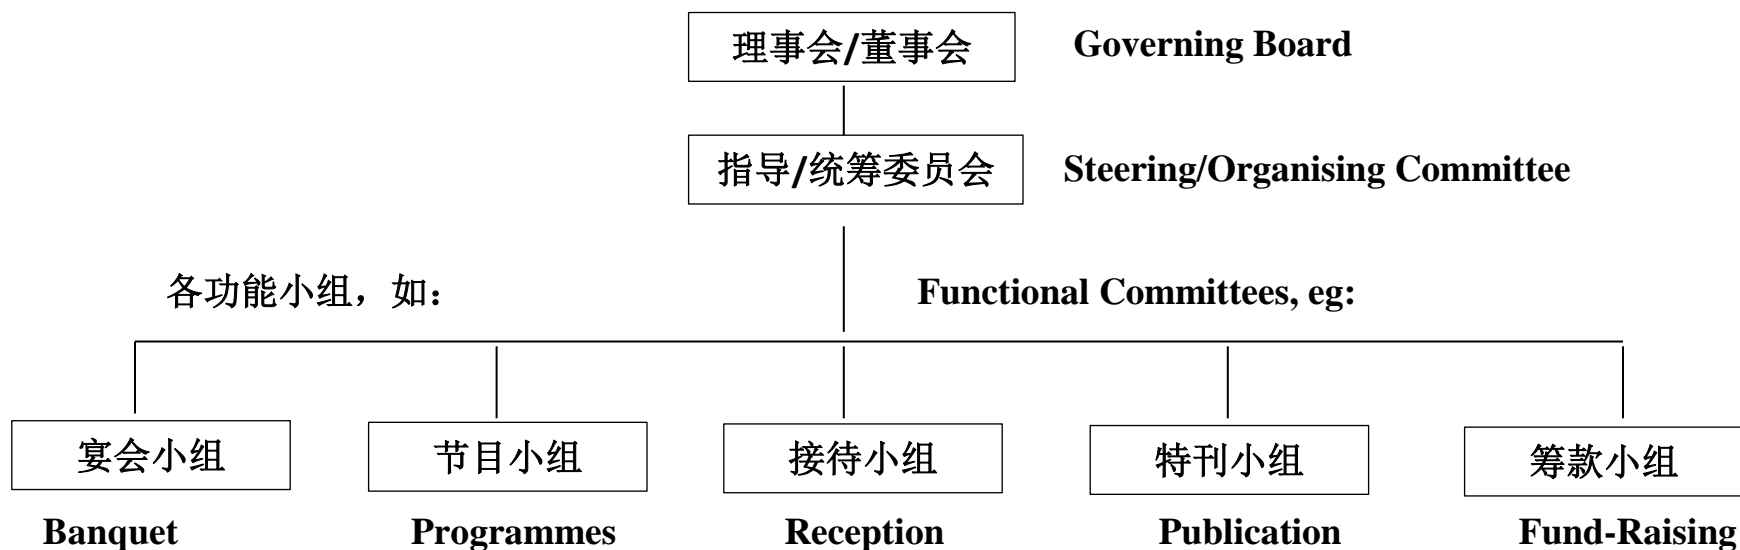 理事会/董事会 Governing Board
指导/统筹委员会 Steering/Organising Committee
各功能小组，如： Functional Committees, eg:
宴会小组 节目小组 接待小组 特刊小组 筹款小组
Banquet Programmes Reception Publication Fund-Raising